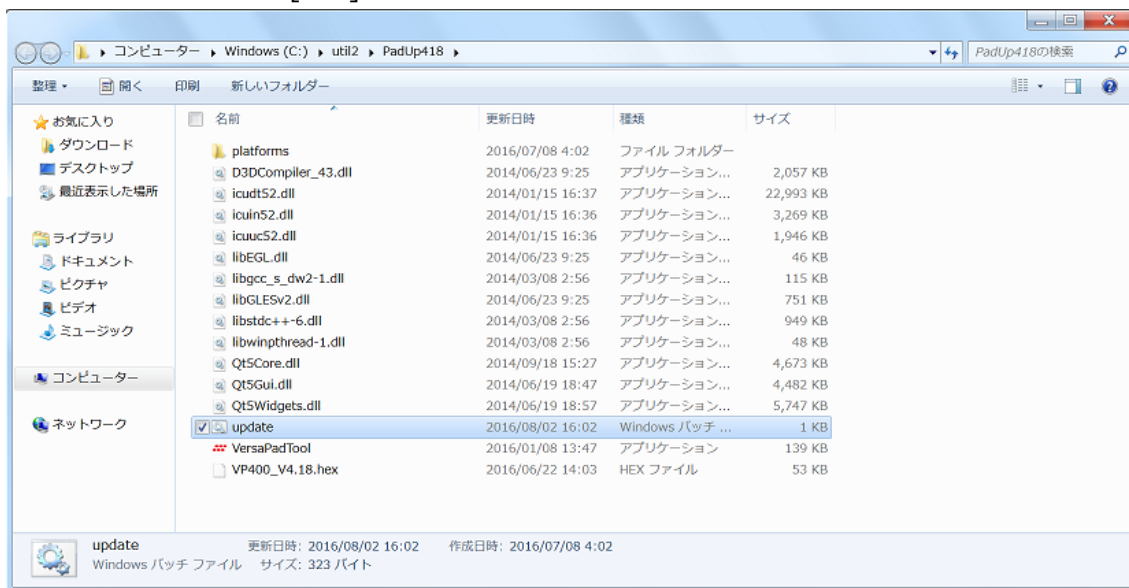 コンピューター ▸ Windows (C:) ▸ util2 ▸ PadUp418 ▸
PadUp418の検索
整理 開く 印刷 新しいフォルダー
お気に入り
ダウンロード
デスクトップ
最近表示した場所
ライブラリ
ドキュメント
ピクチャ
ビデオ
ミュージック
コンピューター
ネットワーク
名前 更新日時 種類 サイズ
platforms 2016/07/08 4:02 ファイル フォルダー
D3DCompiler_43.dll 2014/06/23 9:25 アプリケーション... 2,057 KB
icudt52.dll 2014/01/15 16:37 アプリケーション... 22,993 KB
icuin52.dll 2014/01/15 16:36 アプリケーション... 3,269 KB
icuuc52.dll 2014/01/15 16:36 アプリケーション... 1,946 KB
libEGL.dll 2014/06/23 9:25 アプリケーション... 46 KB
libgcc_s_dw2-1.dll 2014/03/08 2:56 アプリケーション... 115 KB
libGLESv2.dll 2014/06/23 9:25 アプリケーション... 751 KB
libstdc++-6.dll 2014/03/08 2:56 アプリケーション... 949 KB
libwinpthread-1.dll 2014/03/08 2:56 アプリケーション... 48 KB
Qt5Core.dll 2014/09/18 15:27 アプリケーション... 4,673 KB
Qt5Gui.dll 2014/06/19 18:47 アプリケーション... 4,482 KB
Qt5Widgets.dll 2014/06/19 18:57 アプリケーション... 5,747 KB
update 2016/08/02 16:02 Windows バッチ ... 1 KB
VersaPadTool 2016/01/08 13:47 アプリケーション 139 KB
VP400_V4.18.hex 2016/06/22 14:03 HEX ファイル 53 KB
update 更新日時: 2016/08/02 16:02 作成日時: 2016/07/08 4:02
Windows バッチ ファイル サイズ: 323 バイト